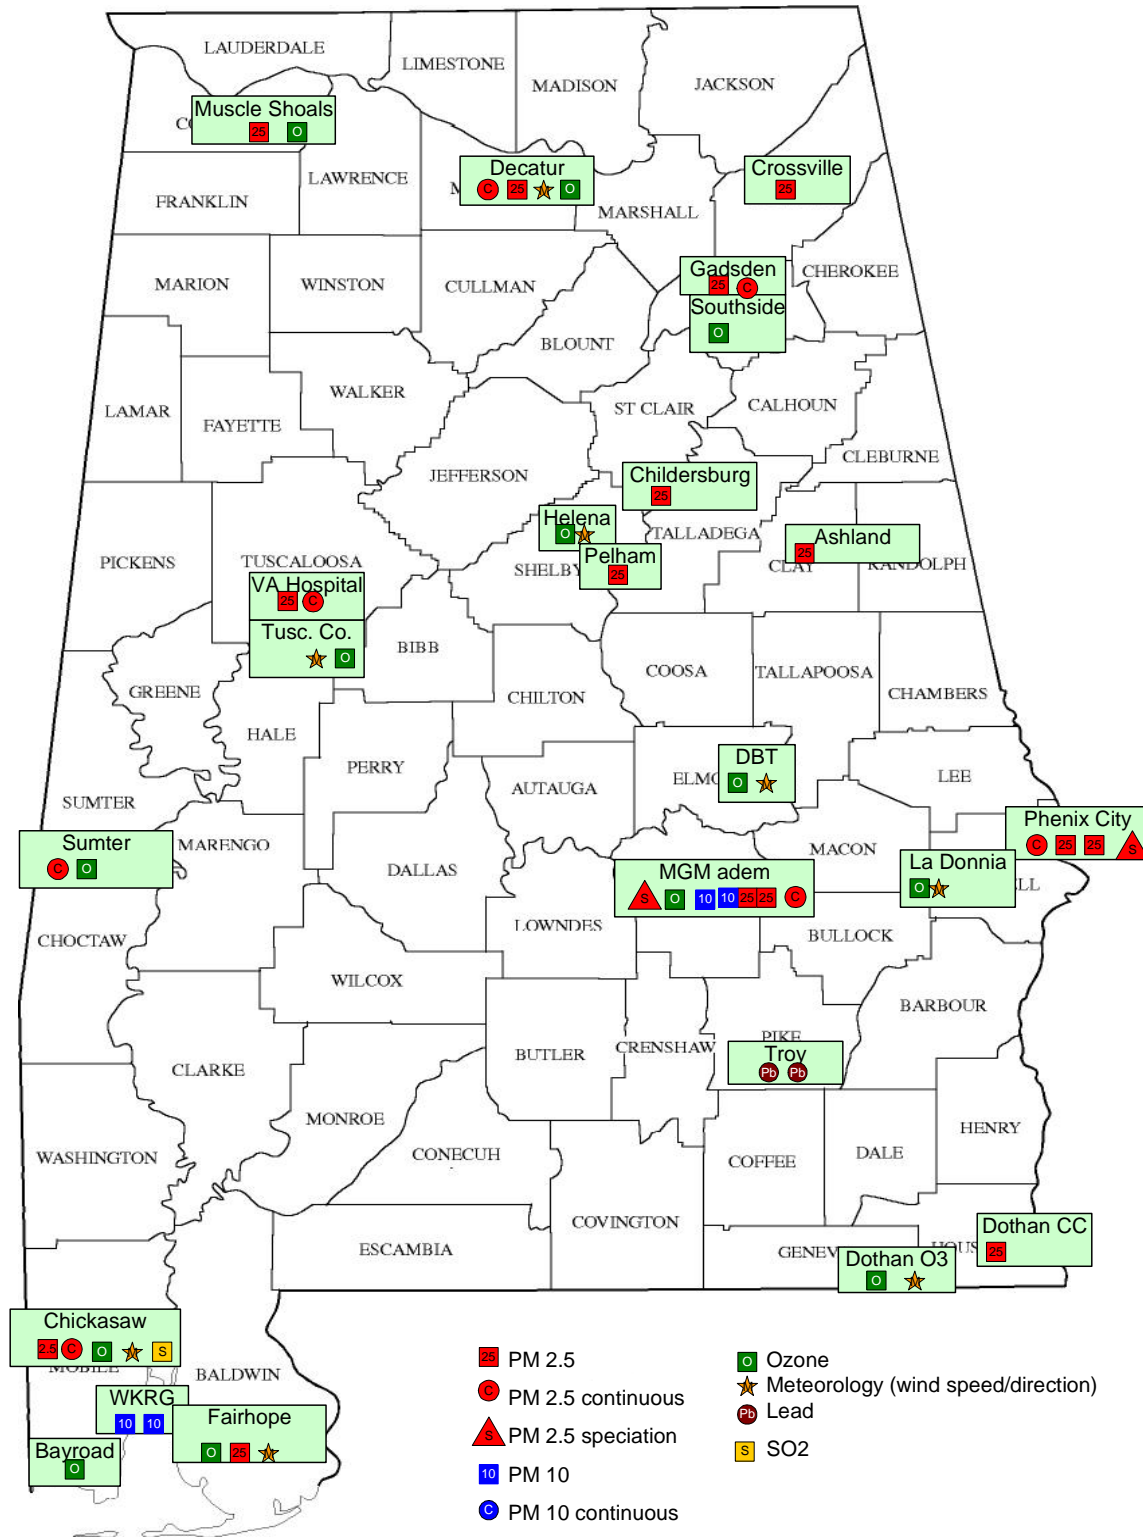 LAUDERDALE
LIMESTONE
MADISON
JACKSON
Muscle Shoals
25 O
LAWRENCE
Decatur
C 25 M O
Crossville
25
FRANKLIN
MARSHALL
MARION
WINSTON
CULLMAN
Gadsden
25 C
CHEROKEE
Southside
O
BLOUNT
WALKER
LAMAR
FAYETTE
ST CLAIR
CALHOUN
JEFFERSON
CLEBURNE
Childersburg
25
PICKENS
TUSCALOOSA
Helena
O M
TALLADEGA
Ashland
25
CLAY
RANDOLPH
SHELBY
Pelham
25
VA Hospital
25 C
Tusc. Co.
M O
BIBB
COOSA
TALLAPOOSA
CHAMBERS
GREENE
CHILTON
HALE
PERRY
AUTAUGA
ELMO
DBT
O M
LEE
SUMTER
Sumter
C O
MARENGO
DALLAS
MACON
Phenix City
C 25 25 S
MGM adem
S O 10 10 25 25 C
La Donnia
O M
ELL
CHOCTAW
LOWNDES
BULLOCK
WILCOX
BARBOUR
CLARKE
BUTLER
CRENSHAW
PIKE
Troy
Pb Pb
MONROE
HENRY
WASHINGTON
CONECUH
COFFEE
DALE
COVINGTON
ESCAMBIA
GENEV
HOUS
Dothan CC
25
Dothan O3
O M
Chickasaw
2.5 C O M S
MOBILE
BALDWIN
WKRG
10 10
Fairhope
O 25 M
Bayroad
O
25 PM 2.5
C PM 2.5 continuous
S PM 2.5 speciation
10 PM 10
C PM 10 continuous
O Ozone
M Meteorology (wind speed/direction)
Pb Lead
S SO2